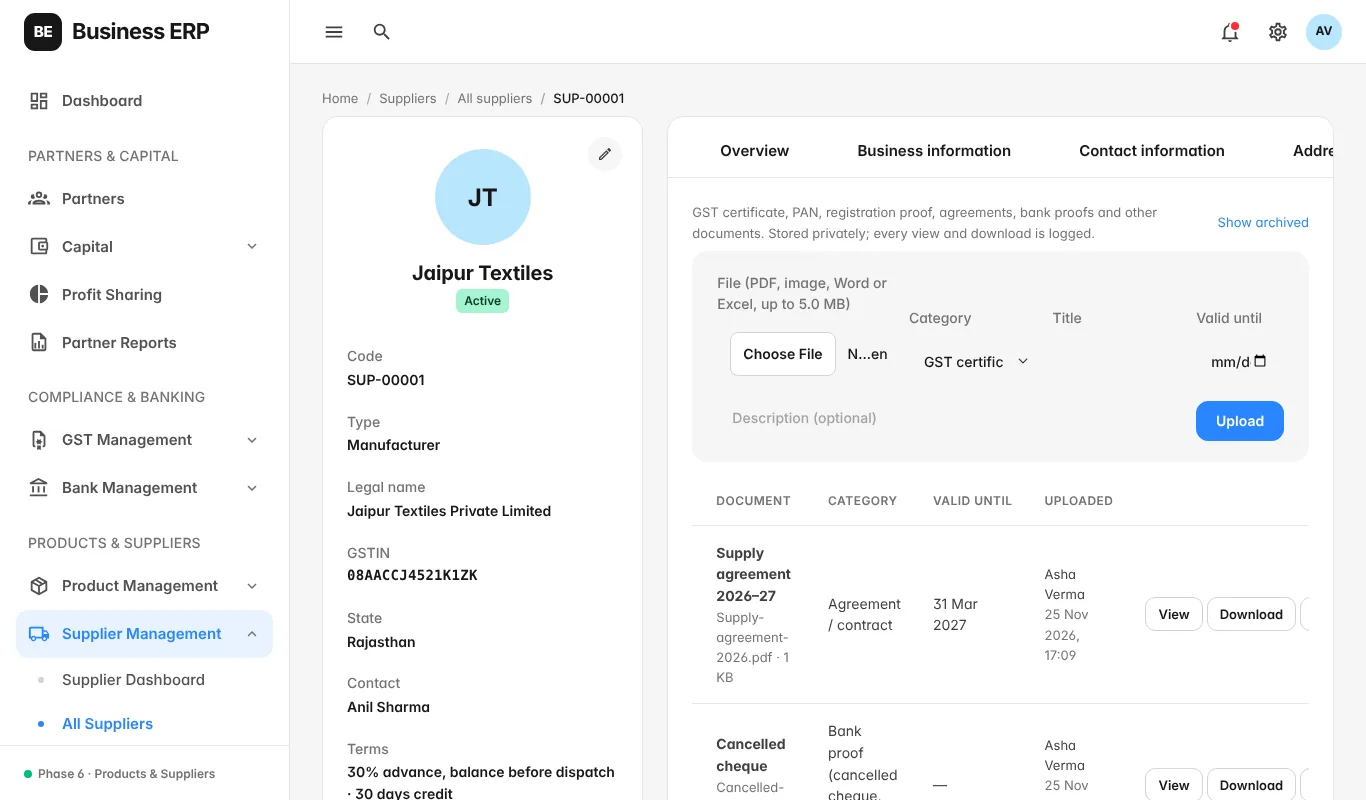 BE Business ERP
AV
Dashboard
PARTNERS & CAPITAL
Partners
Capital
Profit Sharing
Partner Reports
COMPLIANCE & BANKING
GST Management
Bank Management
PRODUCTS & SUPPLIERS
Product Management
Supplier Management
Supplier Dashboard
All Suppliers
Phase 6 · Products & Suppliers
Home / Suppliers / All suppliers / SUP-00001
JT
Jaipur Textiles
Active
Code
SUP-00001
Type
Manufacturer
Legal name
Jaipur Textiles Private Limited
GSTIN
08AACCJ4521K1ZK
State
Rajasthan
Contact
Anil Sharma
Terms
30% advance, balance before dispatch
· 30 days credit
Overview Business information Contact information Addre
GST certificate, PAN, registration proof, agreements, bank proofs and other
documents. Stored privately; every view and download is logged.
Show archived
File (PDF, image, Word or
Excel, up to 5.0 MB)
Choose File N...en
Category
GST certific
Title
Valid until
mm/d
Description (optional)
Upload
DOCUMENT CATEGORY VALID UNTIL UPLOADED
Supply
agreement
2026–27
Supply-
agreement-
2026.pdf · 1
KB
Agreement
/ contract
31 Mar
2027
Asha
Verma
25 Nov
2026,
17:09
View Download
Cancelled
cheque
Cancelled-
Bank
proof
(cancelled
cheque,
—
Asha
Verma
25 Nov
View Download